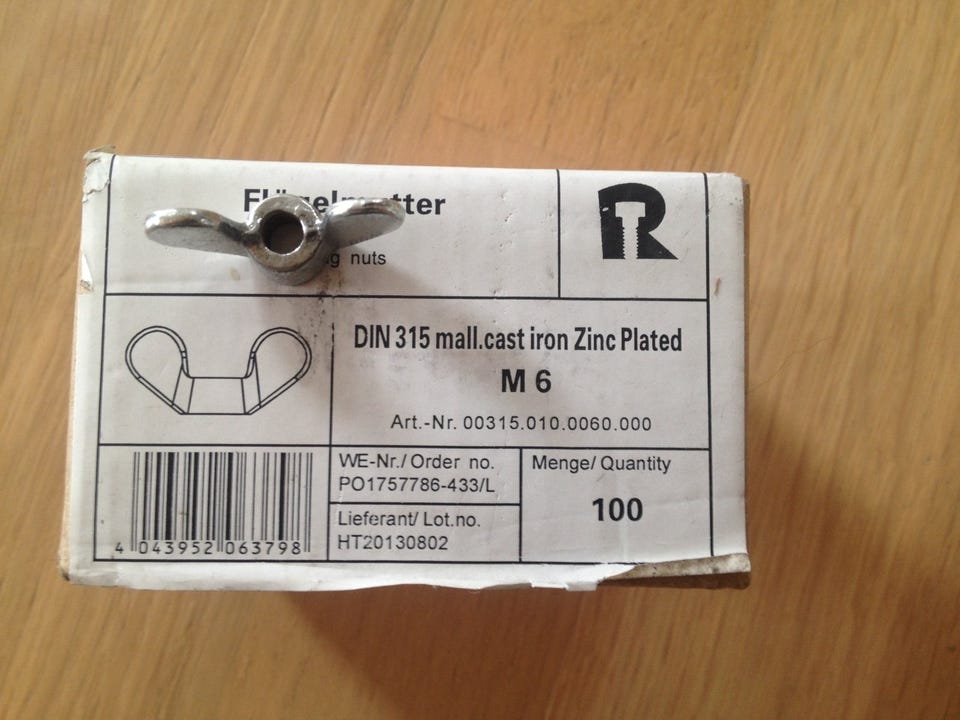 nuts
R
DIN 315 mall.cast iron Zinc Plated
M 6
Art.-Nr. 00315.010.0060.000
WE-Nr./ Order no.
PO1757786-433/L
Menge/ Quantity
100
Lieferant/ Lot.no.
HT20130802
4 043952 063798